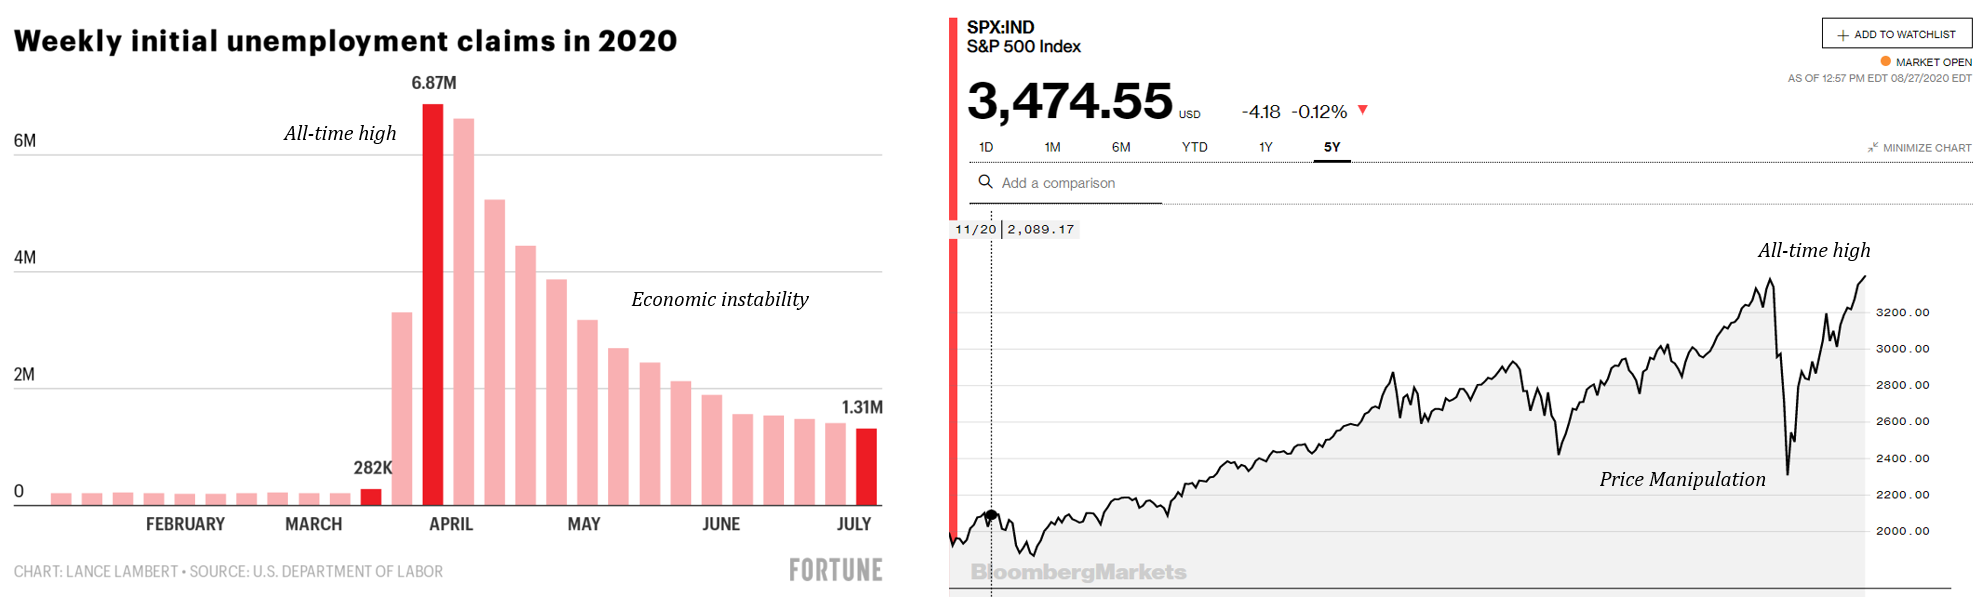 Weekly initial unemployment claims in 2020
6.87M
All-time high
6M
4M
Economic instability
2M
1.31M
282K
0
FEBRUARY MARCH APRIL MAY JUNE JULY
CHART: LANCE LAMBERT • SOURCE: U.S. DEPARTMENT OF LABOR
FORTUNE
SPX:IND
S&P 500 Index
+ ADD TO WATCHLIST
MARKET OPEN
AS OF 12:57 PM EDT 08/27/2020 EDT
3,474.55 USD -4.18 -0.12%
1D 1M 6M YTD 1Y 5Y
MINIMIZE CHART
Add a comparison
11/20 2,089.17
All-time high
3200.00
3000.00
2800.00
2600.00
2400.00
Price Manipulation
2200.00
2000.00
BloombergMarkets